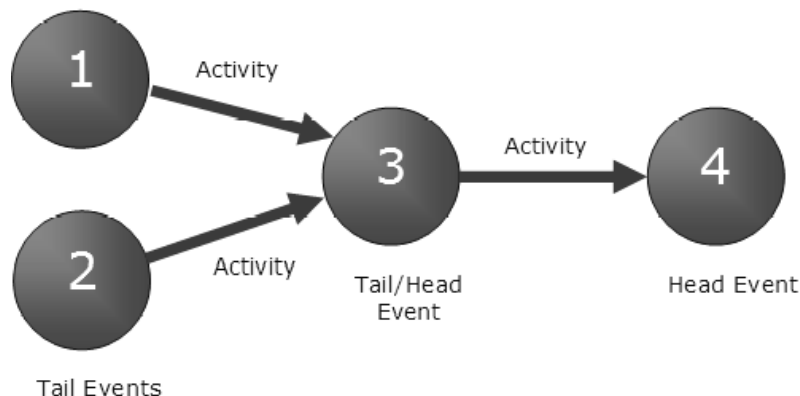 1
Activity
3
Activity
4
2
Activity
Tail/Head
Event
Head Event
Tail Events